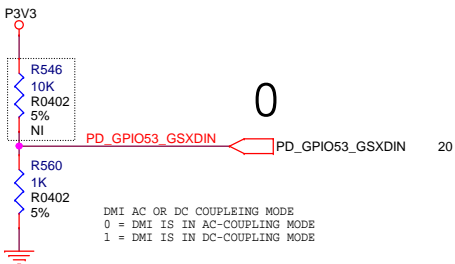 P3V3
R546
10K
R0402
5%
NI
0
PD_GPIO53_GSXDIN
PD_GPIO53_GSXDIN 20
R560
1K
R0402
5%
DMI AC OR DC COUPLEING MODE
0 = DMI IS IN AC-COUPLING MODE
1 = DMI IS IN DC-COUPLING MODE